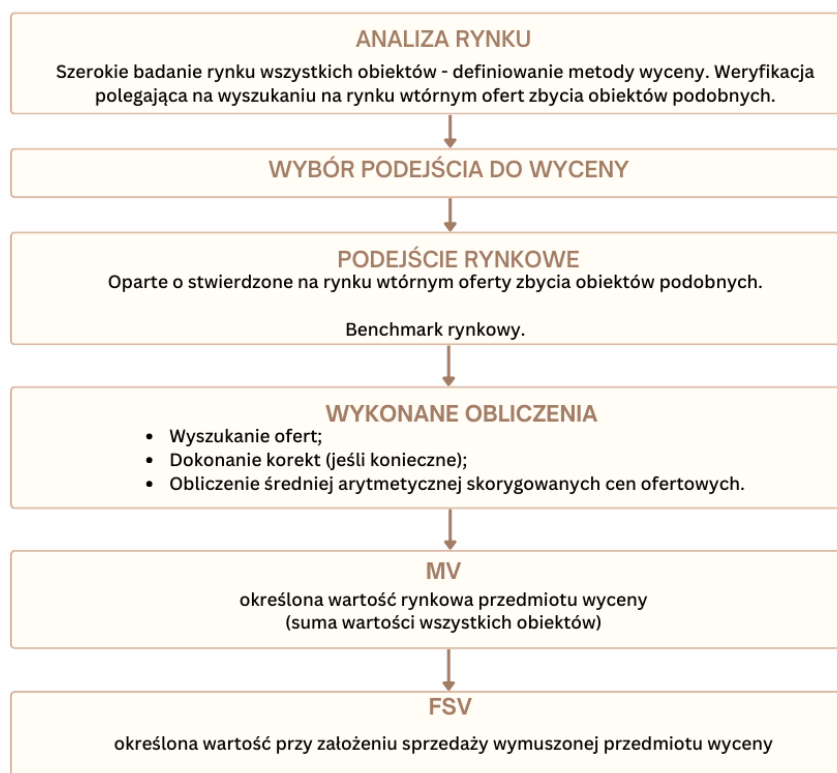 ANALIZA RYNKU
Szerokie badanie rynku wszystkich obiektów - definiowanie metody wyceny. Weryfikacja
polegająca na wyszukaniu na rynku wtórnym ofert zbycia obiektów podobnych.
WYBÓR PODEJŚCIA DO WYCENY
PODEJŚCIE RYNKOWE
Oparte o stwierdzone na rynku wtórnym oferty zbycia obiektów podobnych.
Benchmark rynkowy.
WYKONANE OBLICZENIA
• Wyszukanie ofert;
• Dokonanie korekt (jeśli konieczne);
• Obliczenie średniej arytmetycznej skorygowanych cen ofertowych.
MV
określona wartość rynkowa przedmiotu wyceny
(suma wartości wszystkich obiektów)
FSV
określona wartość przy założeniu sprzedaży wymuszonej przedmiotu wyceny